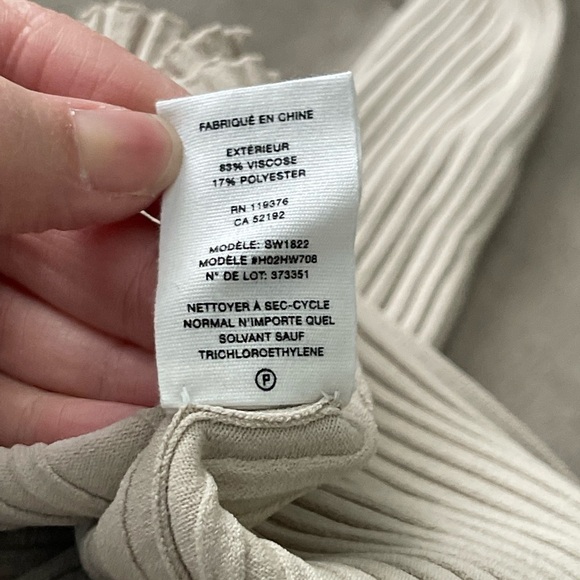 FABRIQUÉ EN CHINE
EXTÉRIEUR
83% VISCOSE
17% POLYESTER
RN 119376
CA 52192
MODÈLE: SW1822
MODÈLE #H02HW708
N° DE LOT: 373351
NETTOYER À SEC-CYCLE
NORMAL N'IMPORTE QUEL
SOLVANT SAUF
TRICHLOROETHYLENE
P